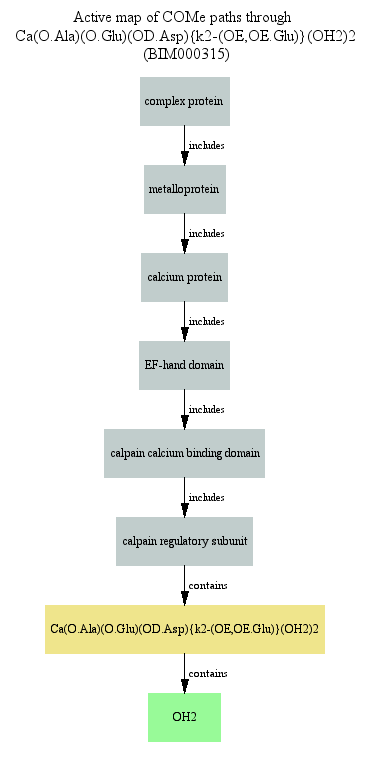 Active map of COMe paths through
Ca(O.Ala)(O.Glu)(OD.Asp){k2-(OE,OE.Glu)}(OH2)2
(BIM000315)
complex protein
includes
metalloprotein
includes
calcium protein
includes
EF-hand domain
includes
calpain calcium binding domain
includes
calpain regulatory subunit
contains
Ca(O.Ala)(O.Glu)(OD.Asp){k2-(OE,OE.Glu)}(OH2)2
contains
OH2